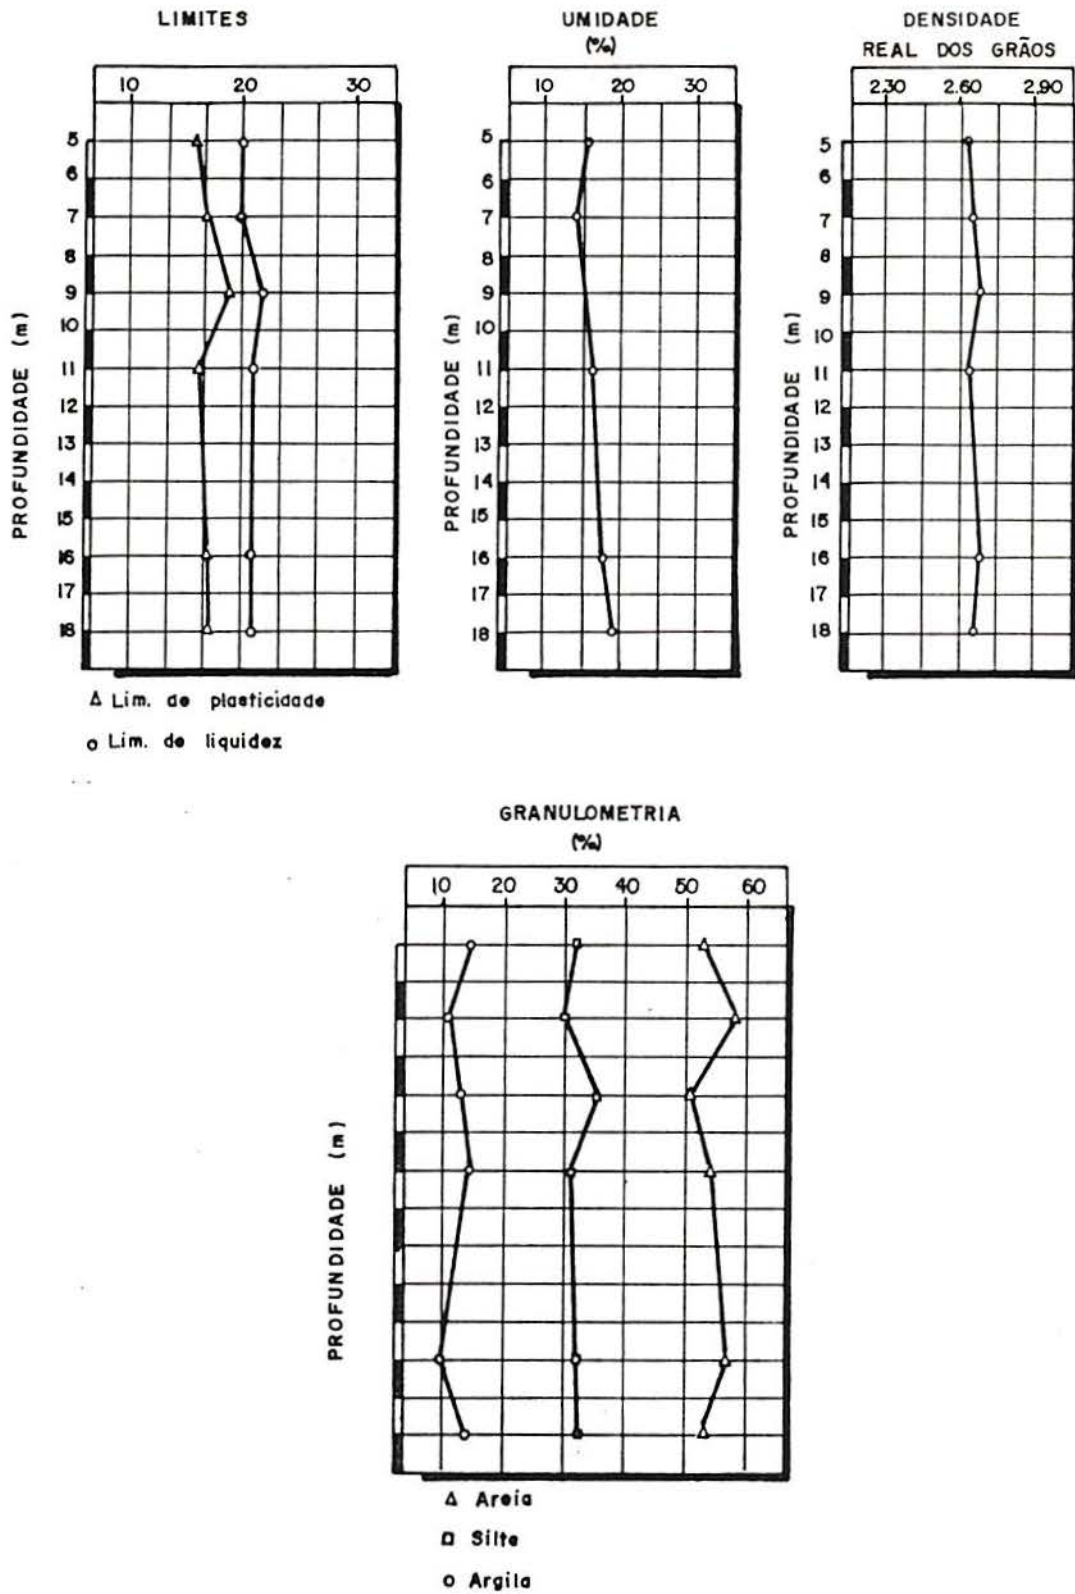 LIMITES
10 20 30
5
6
7
8
9
10
11
12
13
14
15
16
17
18
PROFUNDIDADE (m)
Δ Lim. de plasticidade
o Lim. de liquidez
UMIDADE
(%)
10 20 30
5
6
7
8
9
10
11
12
13
14
15
16
17
18
PROFUNDIDADE (m)
DENSIDADE
REAL DOS GRÃOS
2.30 2.60 2.90
5
6
7
8
9
10
11
12
13
14
15
16
17
18
PROFUNDIDADE (m)
GRANULOMETRIA
(%)
10 20 30 40 50 60
PROFUNDIDADE (m)
Δ Areia
□ Silte
o Argila